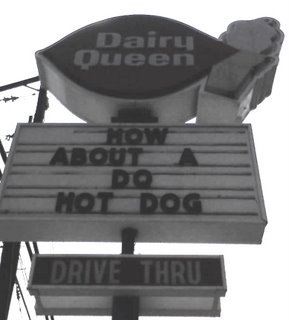 Dairy
Queen
HOW
ABOUT A
DQ
HOT DOG
DRIVE THRU